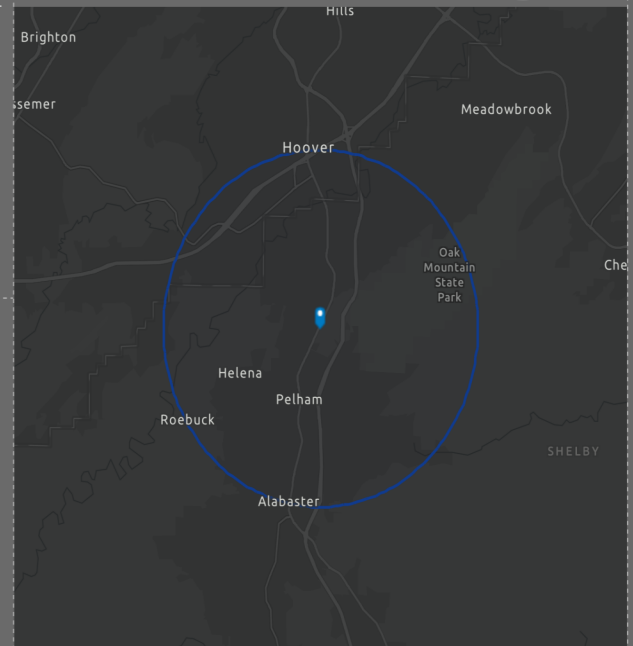 Hills
Brighton
ssemer
Meadowbrook
Hoover
Oak
Mountain
State
Park
Che
Helena
Pelham
Roebuck
SHELBY
Alabaster